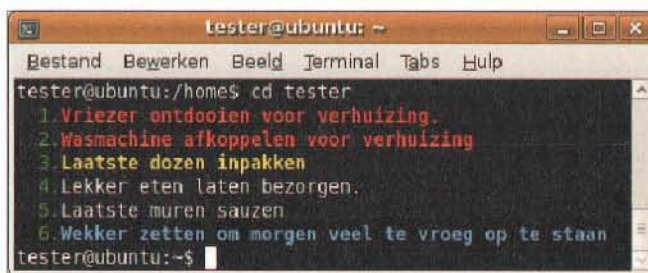 tester@ubuntu: ~
Bestand Bewerken Beeld Terminal Tabs Hulp
tester@ubuntu:/home$ cd tester
1.Vriezer ontdooien voor verhuizing.
2.Wasmachine afkoppelen voor verhuizing
3.Laatste dozen inpakken
4.Lekker eten laten bezorgen.
5.Laatste muren sauzen
6.Wekker zetten om morgen veel te vroeg op te staan
tester@ubuntu:~$